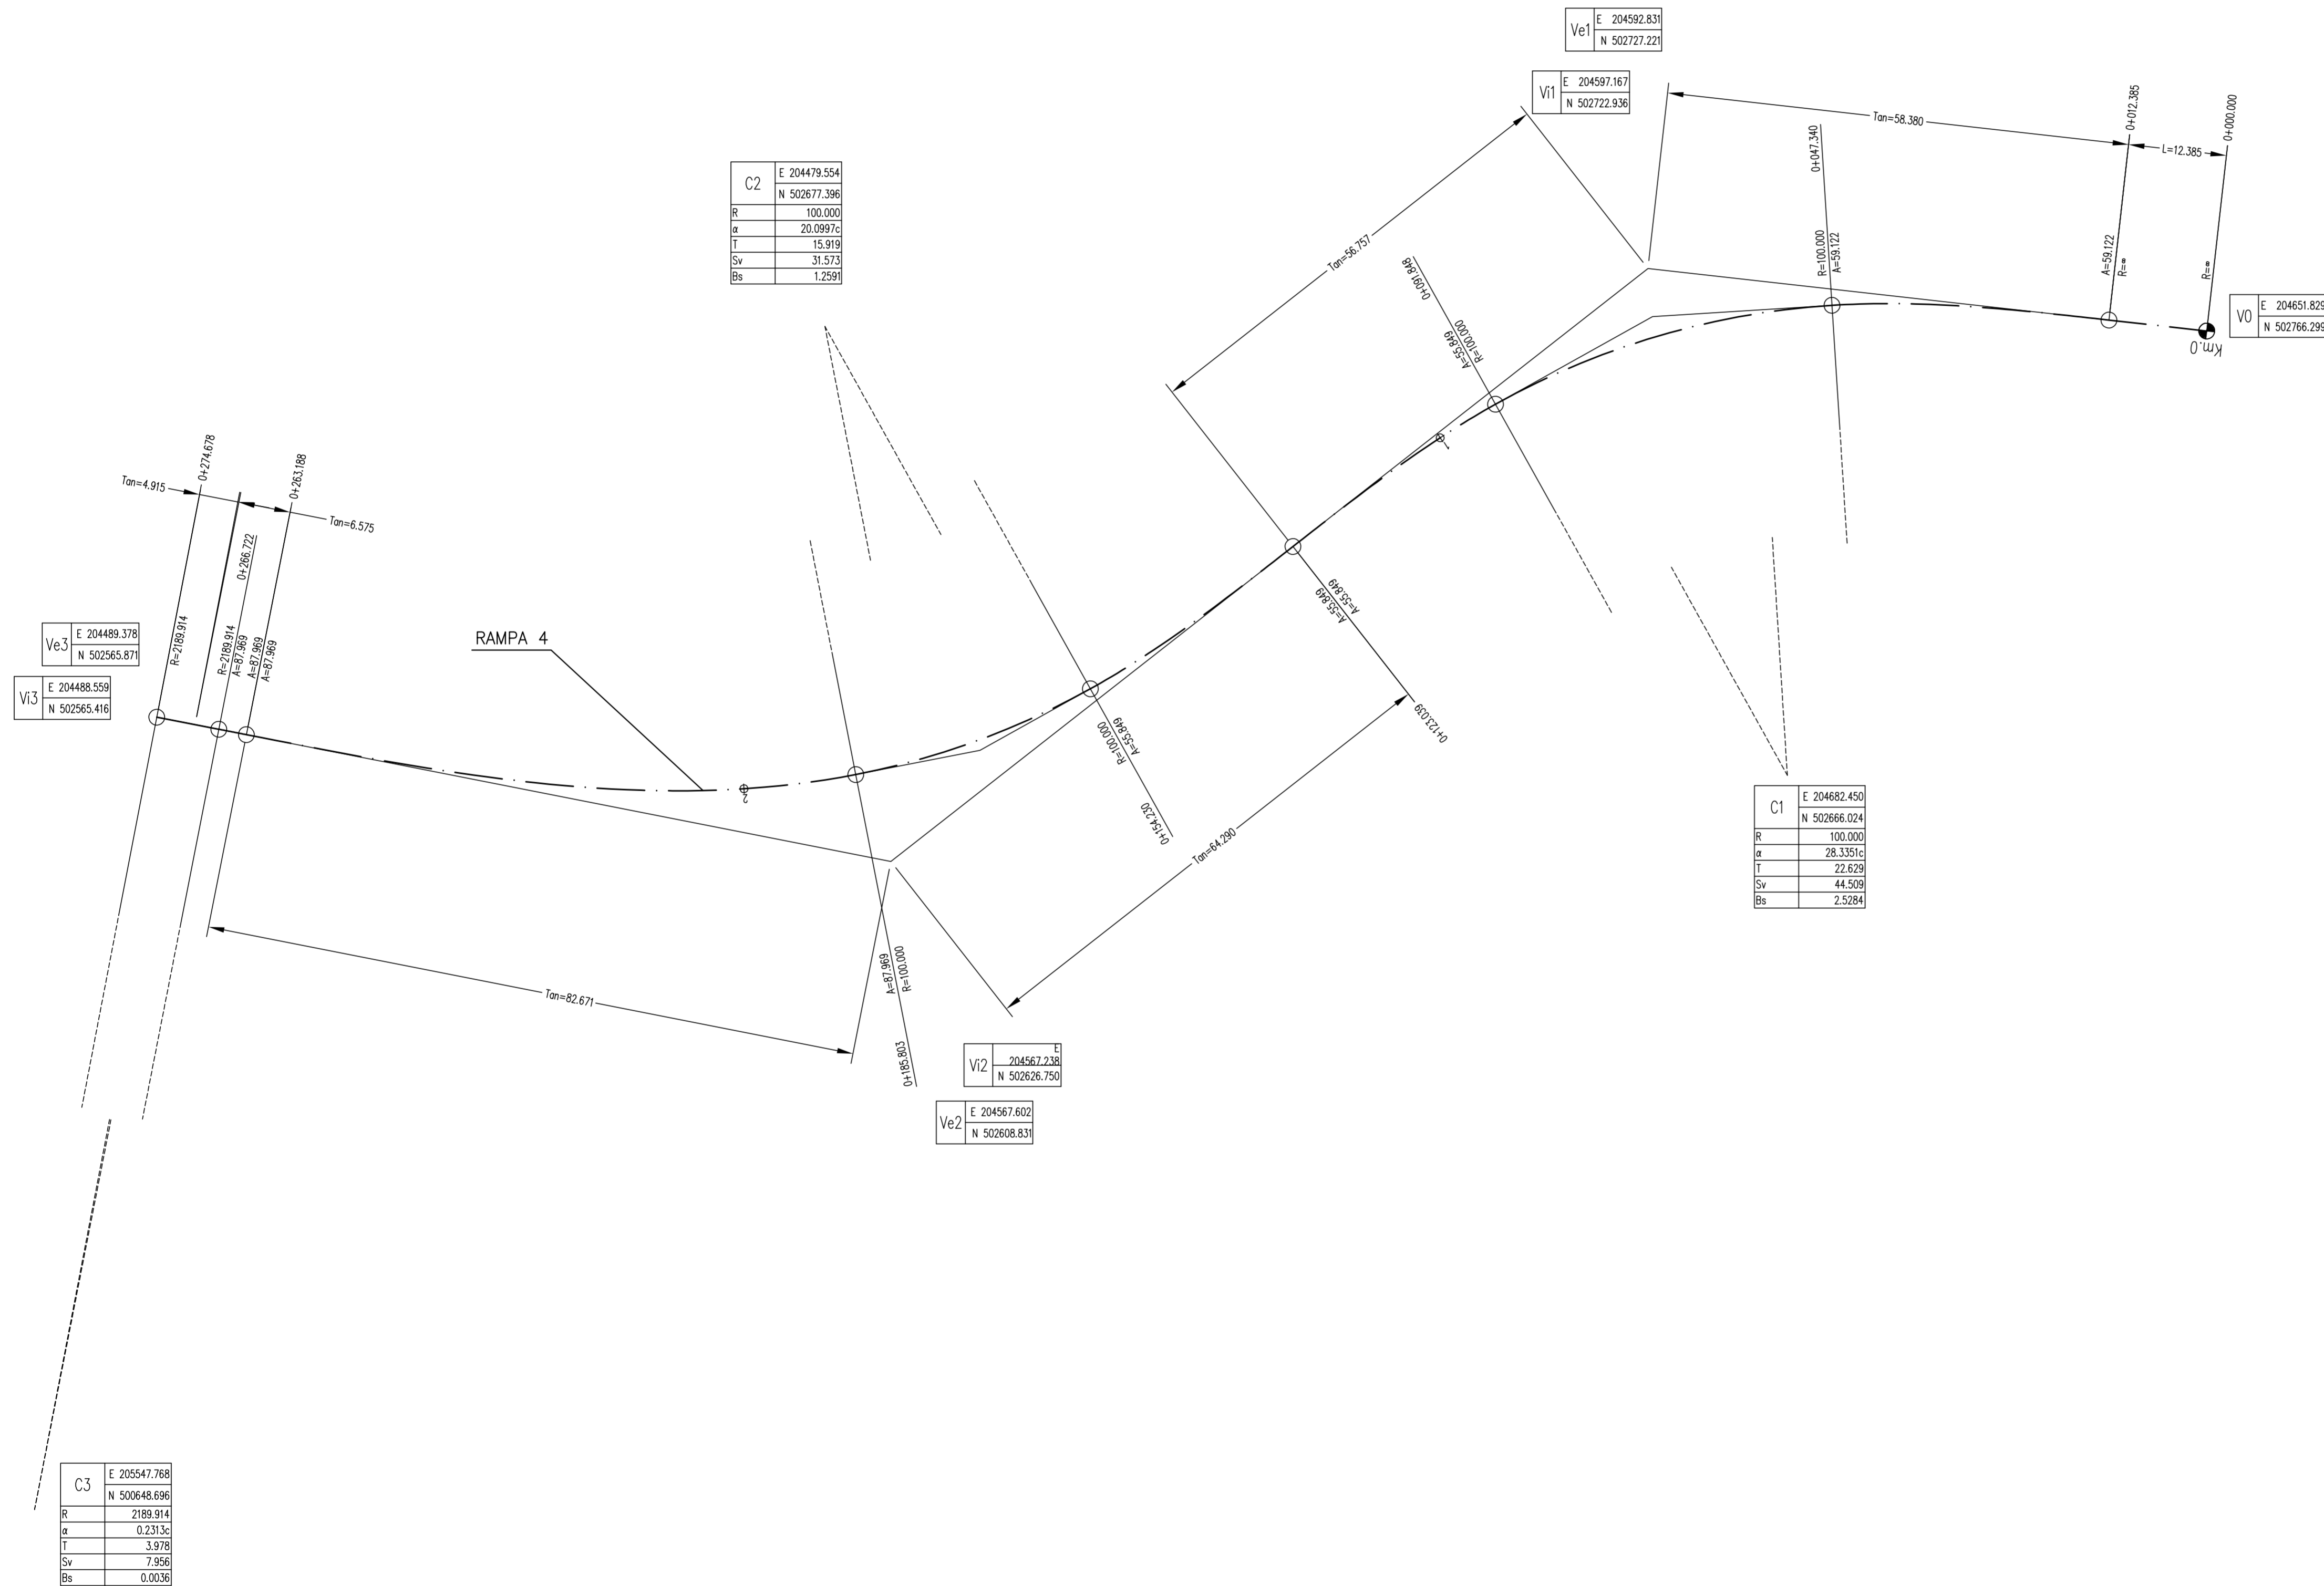 Ve1
E 204592.831
N 502727.221
Vi1
E 204597.167
N 502722.936
Tan=58.380
0+012.385
0+000.000
L=12.385
0+047.340
R=100.000
A=59.122
A=59.122
R=∞
R=∞
V0
E 204651.829
N 502766.299
Km.0
C2
E 204479.554
N 502677.396
R 100.000
α 20.0997c
T 15.919
Sv 31.573
Bs 1.2591
Tan=56.757
0+091.848
R=100.000
A=55.849
1
Tan=4.915
0+274.678
0+263.188
Tan=6.575
0+266.722
R=2189.914
R=2189.914
A=87.969
A=87.969
A=87.969
Ve3
E 204489.378
N 502565.871
Vi3
E 204488.559
N 502565.416
RAMPA 4
A=55.849
A=55.849
0+123.039
A=55.849
R=100.000
0+154.230
2
Tan=64.290
C1
E 204682.450
N 502666.024
R 100.000
α 28.3351c
T 22.629
Sv 44.509
Bs 2.5284
A=87.969
R=100.000
0+185.803
Tan=82.671
Vi2
E
204567.238
N 502626.750
Ve2
E 204567.602
N 502608.831
C3
E 205547.768
N 500648.696
R 2189.914
α 0.2313c
T 3.978
Sv 7.956
Bs 0.0036